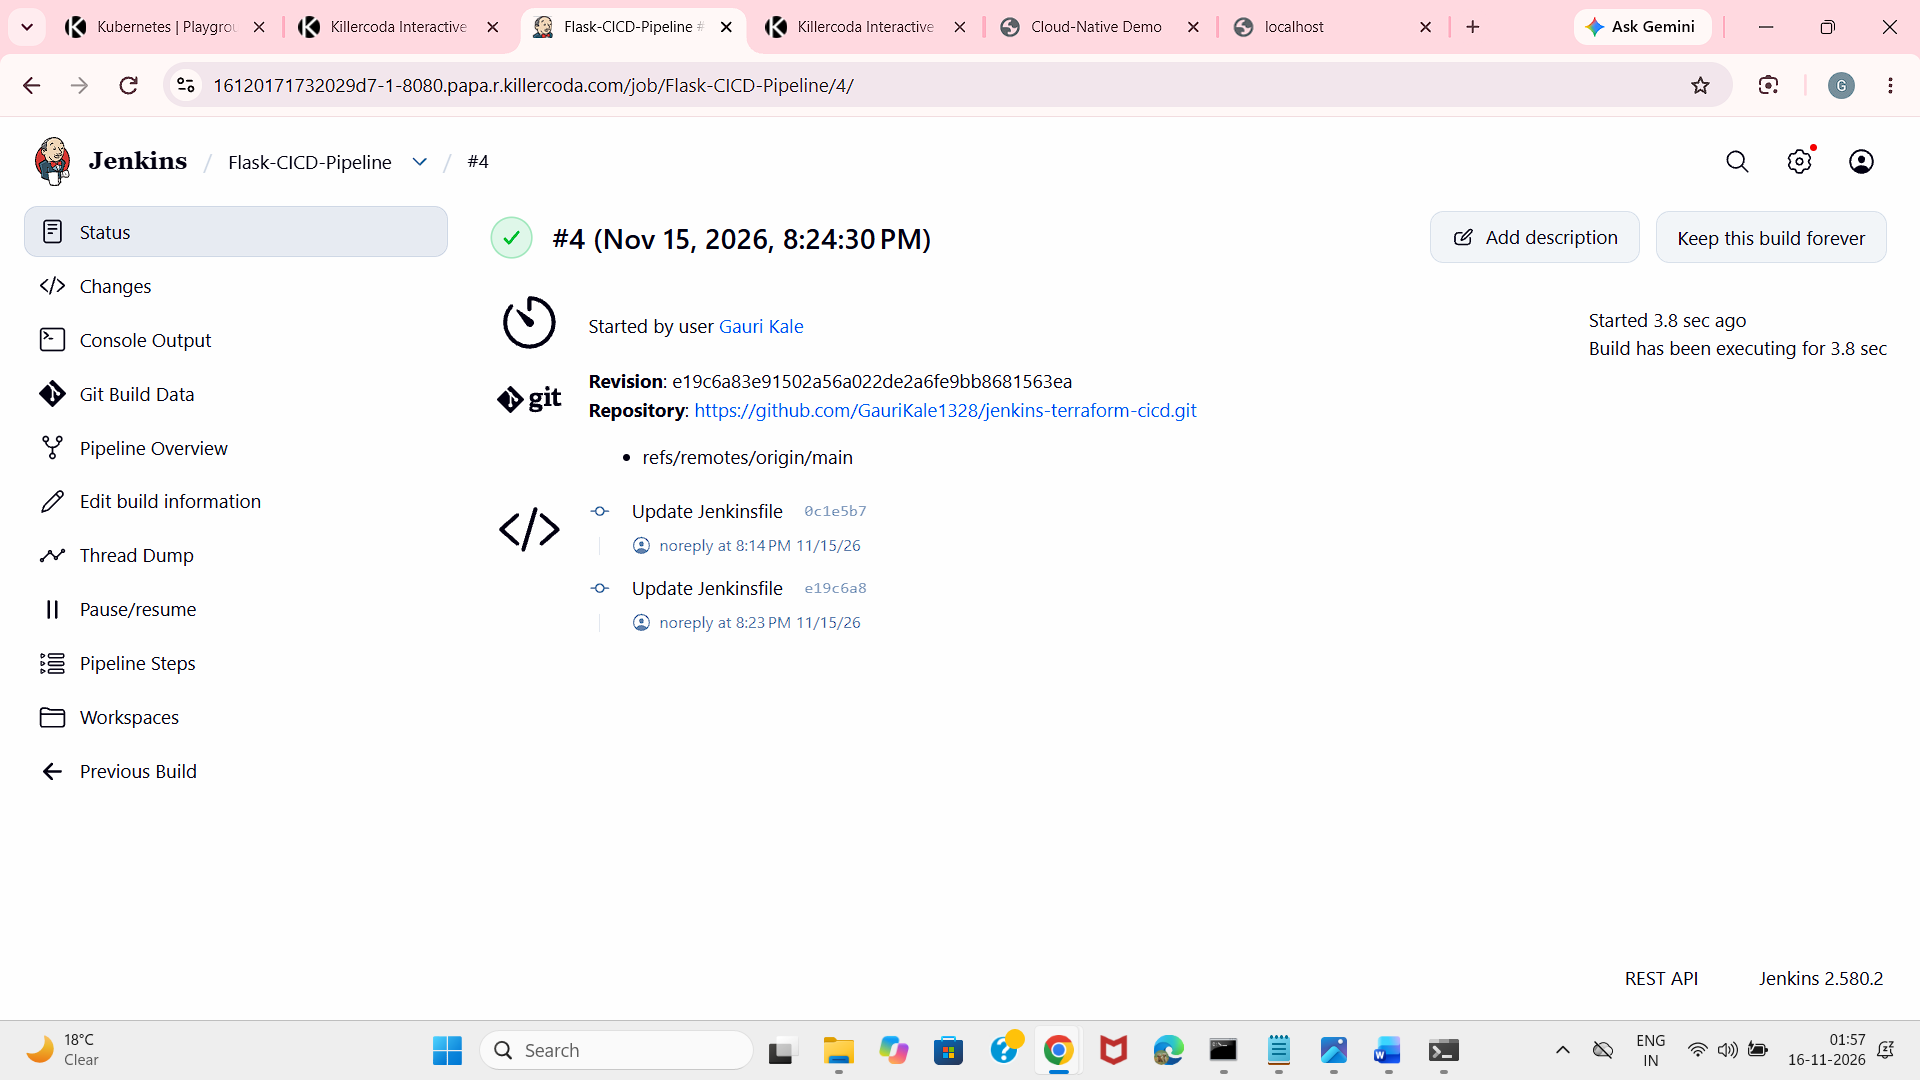 Kubernetes | Playgrou
Killercoda Interactive
Flask-CICD-Pipeline #
Killercoda Interactive
Cloud-Native Demo
localhost
Ask Gemini
16120171732029d7-1-8080.papa.r.killercoda.com/job/Flask-CICD-Pipeline/4/
G
Jenkins / Flask-CICD-Pipeline / #4
Status
Changes
Console Output
Git Build Data
Pipeline Overview
Edit build information
Thread Dump
Pause/resume
Pipeline Steps
Workspaces
Previous Build
#4 (Nov 15, 2026, 8:24:30 PM)
Add description
Keep this build forever
Started by user Gauri Kale
Started 3.8 sec ago
Build has been executing for 3.8 sec
git
Revision: e19c6a83e91502a56a022de2a6fe9bb8681563ea
Repository: https://github.com/GauriKale1328/jenkins-terraform-cicd.git
refs/remotes/origin/main
Update Jenkinsfile 0c1e5b7
noreply at 8:14 PM 11/15/26
Update Jenkinsfile e19c6a8
noreply at 8:23 PM 11/15/26
REST API
Jenkins 2.580.2
18°C
Clear
Search
ENG
IN
01:57
16-11-2026